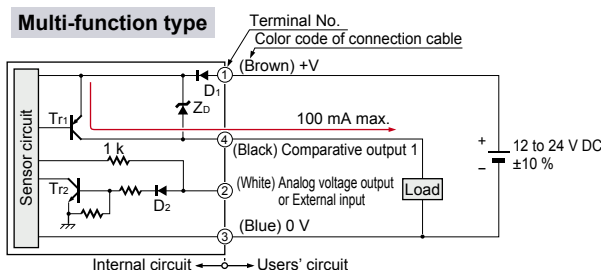 Multi-function type
Terminal No.
Color code of connection cable
1 (Brown) +V
D1
ZD
Tr1
100 mA max.
4 (Black) Comparative output 1
1 k
Sensor circuit
Tr2
D2
2 (White) Analog voltage output
or External input
Load
+
−
12 to 24 V DC
±10 %
3 (Blue) 0 V
Internal circuit
Users' circuit